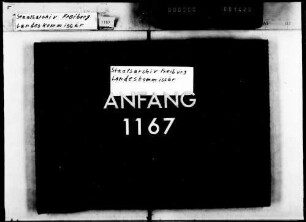 Staatsarchiv Freiburg
Landeskommissär
Staatsarchiv Freiburg
Landeskommissär
ANFANG
1167